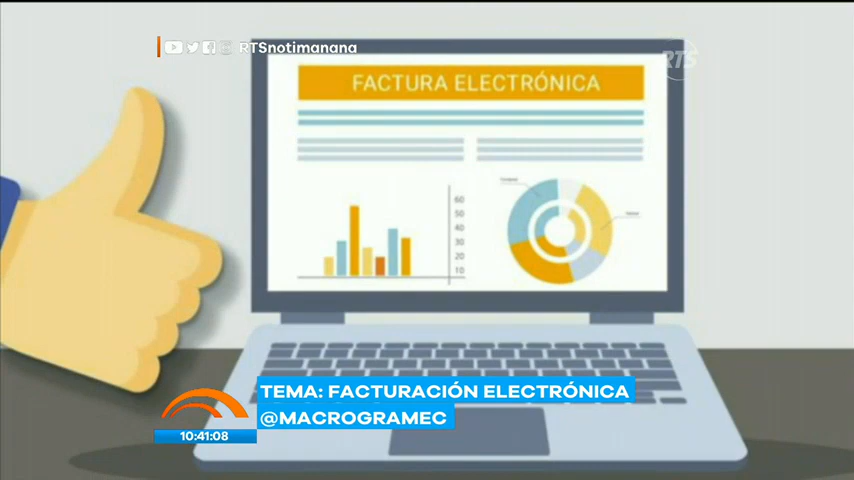 RTSnotimanana
RTS
FACTURA ELECTRÓNICA
60
50
40
30
20
10
TEMA: FACTURACIÓN ELECTRÓNICA
@MACROGRAMEC
10:41:08